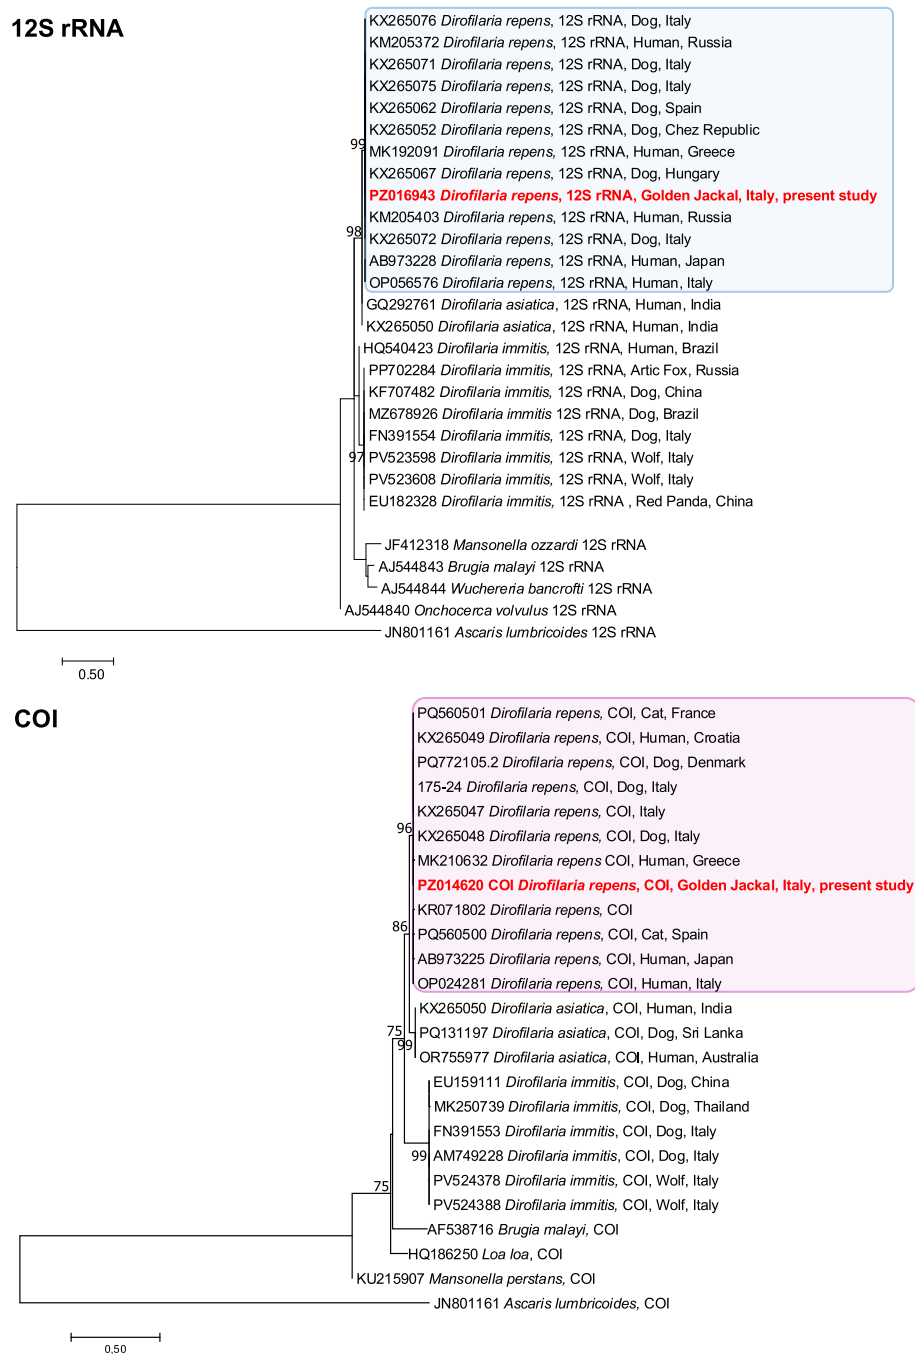 12S rRNA
KX265076 Dirofilaria repens, 12S rRNA, Dog, Italy
KM205372 Dirofilaria repens, 12S rRNA, Human, Russia
KX265071 Dirofilaria repens, 12S rRNA, Dog, Italy
KX265075 Dirofilaria repens, 12S rRNA, Dog, Italy
KX265062 Dirofilaria repens, 12S rRNA, Dog, Spain
KX265052 Dirofilaria repens, 12S rRNA, Dog, Chez Republic
99
MK192091 Dirofilaria repens, 12S rRNA, Human, Greece
KX265067 Dirofilaria repens, 12S rRNA, Dog, Hungary
PZ016943 Dirofilaria repens, 12S rRNA, Golden Jackal, Italy, present study
KM205403 Dirofilaria repens, 12S rRNA, Human, Russia
98
KX265072 Dirofilaria repens, 12S rRNA, Dog, Italy
AB973228 Dirofilaria repens, 12S rRNA, Human, Japan
OP056576 Dirofilaria repens, 12S rRNA, Human, Italy
GQ292761 Dirofilaria asiatica, 12S rRNA, Human, India
KX265050 Dirofilaria asiatica, 12S rRNA, Human, India
HQ540423 Dirofilaria immitis, 12S rRNA, Human, Brazil
PP702284 Dirofilaria immitis, 12S rRNA, Artic Fox, Russia
KF707482 Dirofilaria immitis, 12S rRNA, Dog, China
MZ678926 Dirofilaria immitis 12S rRNA, Dog, Brazil
FN391554 Dirofilaria immitis, 12S rRNA, Dog, Italy
97
PV523598 Dirofilaria immitis, 12S rRNA, Wolf, Italy
PV523608 Dirofilaria immitis, 12S rRNA, Wolf, Italy
EU182328 Dirofilaria immitis, 12S rRNA , Red Panda, China
JF412318 Mansonella ozzardi 12S rRNA
AJ544843 Brugia malayi 12S rRNA
AJ544844 Wuchereria bancrofti 12S rRNA
AJ544840 Onchocerca volvulus 12S rRNA
JN801161 Ascaris lumbricoides 12S rRNA
0.50
COI
PQ560501 Dirofilaria repens, COI, Cat, France
KX265049 Dirofilaria repens, COI, Human, Croatia
PQ772105.2 Dirofilaria repens, COI, Dog, Denmark
175-24 Dirofilaria repens, COI, Dog, Italy
KX265047 Dirofilaria repens, COI, Italy
96
KX265048 Dirofilaria repens, COI, Dog, Italy
MK210632 Dirofilaria repens COI, Human, Greece
PZ014620 COI Dirofilaria repens, COI, Golden Jackal, Italy, present study
KR071802 Dirofilaria repens, COI
86
PQ560500 Dirofilaria repens, COI, Cat, Spain
AB973225 Dirofilaria repens, COI, Human, Japan
OP024281 Dirofilaria repens, COI, Human, Italy
KX265050 Dirofilaria asiatica, COI, Human, India
75
PQ131197 Dirofilaria asiatica, COI, Dog, Sri Lanka
99
OR755977 Dirofilaria asiatica, COI, Human, Australia
EU159111 Dirofilaria immitis, COI, Dog, China
MK250739 Dirofilaria immitis, COI, Dog, Thailand
FN391553 Dirofilaria immitis, COI, Dog, Italy
99
AM749228 Dirofilaria immitis, COI, Dog, Italy
PV524378 Dirofilaria immitis, COI, Wolf, Italy
75
PV524388 Dirofilaria immitis, COI, Wolf, Italy
AF538716 Brugia malayi, COI
HQ186250 Loa loa, COI
KU215907 Mansonella perstans, COI
JN801161 Ascaris lumbricoides, COI
0,50